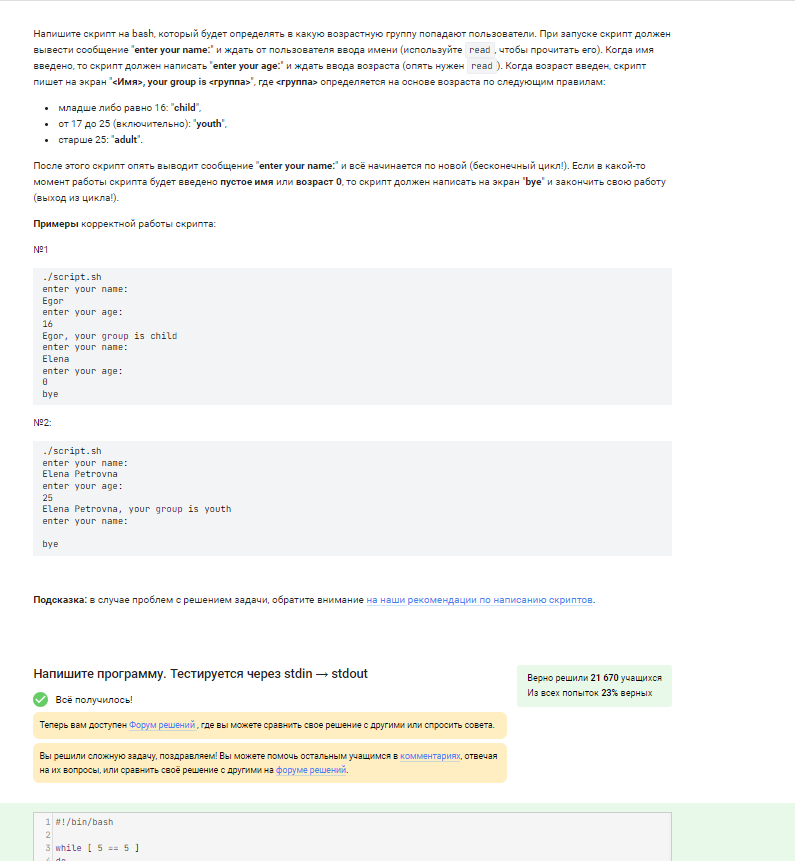 Напишите скрипт на bash, который будет определять в какую возрастную группу попадают пользователи. При запуске скрипт должен
вывести сообщение "enter your name:" и ждать от пользователя ввода имени (используйте read , чтобы прочитать его). Когда имя
введено, то скрипт должен написать "enter your age:" и ждать ввода возраста (опять нужен read ). Когда возраст введен, скрипт
пишет на экран "<Имя>, your group is <группа>", где <группа> определяется на основе возраста по следующим правилам:
• младше либо равно 16: "child",
• от 17 до 25 (включительно): "youth",
• старше 25: "adult".
После этого скрипт опять выводит сообщение "enter your name:" и всё начинается по новой (бесконечный цикл!). Если в какой-то
момент работы скрипта будет введено пустое имя или возраст 0, то скрипт должен написать на экран "bye" и закончить свою работу
(выход из цикла!).
Примеры корректной работы скрипта:
№1
./script.sh
enter your name:
Egor
enter your age:
16
Egor, your group is child
enter your name:
Elena
enter your age:
0
bye
№2:
./script.sh
enter your name:
Elena Petrovna
enter your age:
25
Elena Petrovna, your group is youth
enter your name:
bye
Подсказка: в случае проблем с решением задачи, обратите внимание на наши рекомендации по написанию скриптов.
Напишите программу. Тестируется через stdin → stdout
Верно решили 21 670 учащихся
Из всех попыток 23% верных
Всё получилось!
Теперь вам доступен Форум решений, где вы можете сравнить свое решение с другими или спросить совета.
Вы решили сложную задачу, поздравляем! Вы можете помочь остальным учащимся в комментариях, отвечая
на их вопросы, или сравнить своё решение с другими на форуме решений.
1 #!/bin/bash
2
3 while [ 5 == 5 ]
4 do